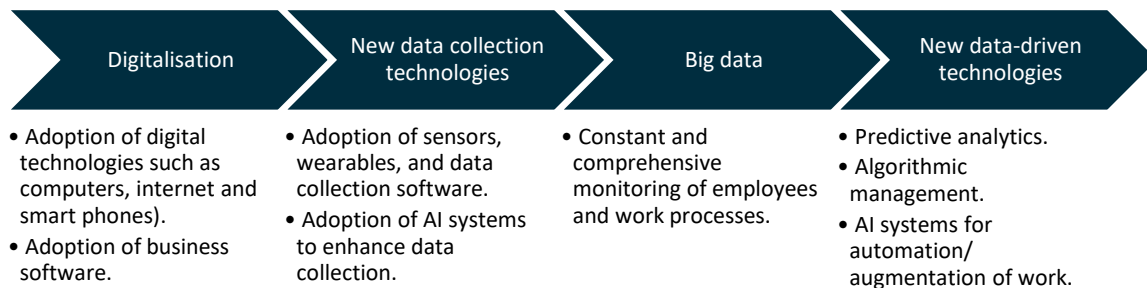 Digitalisation
New data collection
technologies
Big data
New data-driven
technologies
• Adoption of digital
technologies such as
computers, internet and
smart phones).
• Adoption of business
software.
• Adoption of sensors,
wearables, and data
collection software.
• Adoption of AI systems
to enhance data
collection.
• Constant and
comprehensive
monitoring of employees
and work processes.
• Predictive analytics.
• Algorithmic
management.
• AI systems for
automation/
augmentation of work.